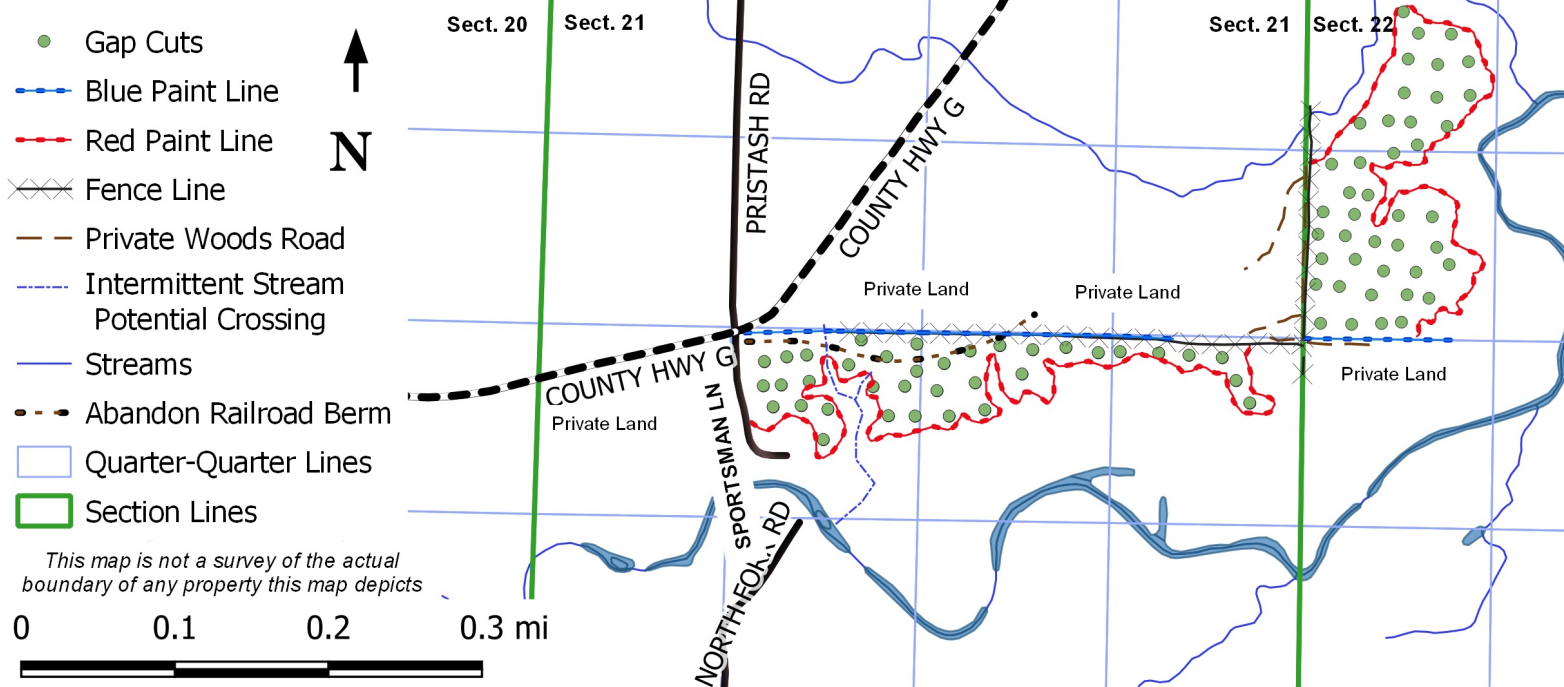 Gap Cuts
Blue Paint Line
Red Paint Line
N
Fence Line
Private Woods Road
Intermittent Stream
Potential Crossing
Streams
Abandon Railroad Berm
Quarter-Quarter Lines
Section Lines
This map is not a survey of the actual
boundary of any property this map depicts
0 0.1 0.2 0.3 mi
Sect. 20 Sect. 21
Sect. 21 Sect. 22
PRISTASH RD
COUNTY HWY G
Private Land
Private Land
COUNTY HWY G
Private Land
Private Land
SPORTSMAN LN
NORTH FORK RD